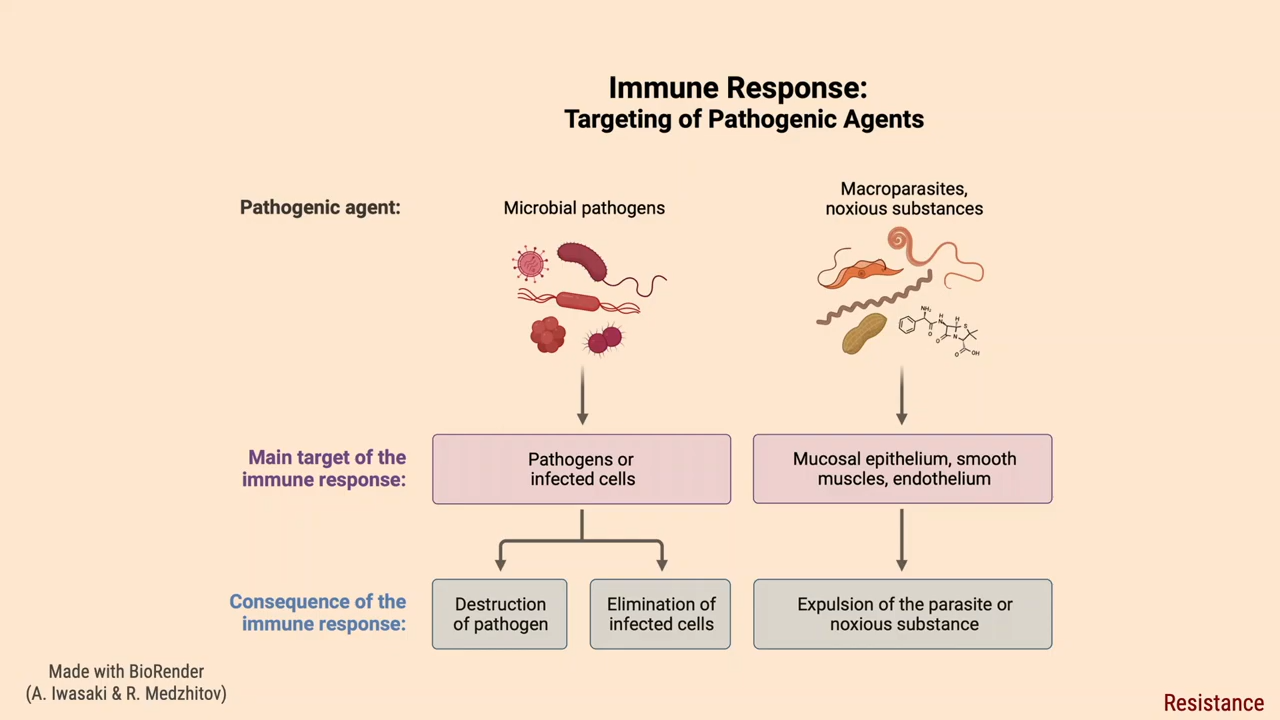 Immune Response:
Targeting of Pathogenic Agents
Pathogenic agent:
Microbial pathogens
Macroparasites,
noxious substances
NH₂
H
N
H
S
O
O
N
O
OH
Main target of the
immune response:
Pathogens or
infected cells
Mucosal epithelium, smooth
muscles, endothelium
Consequence of the
immune response:
Destruction
of pathogen
Elimination of
infected cells
Expulsion of the parasite or
noxious substance
Made with BioRender
(A. Iwasaki & R. Medzhitov)
Resistance